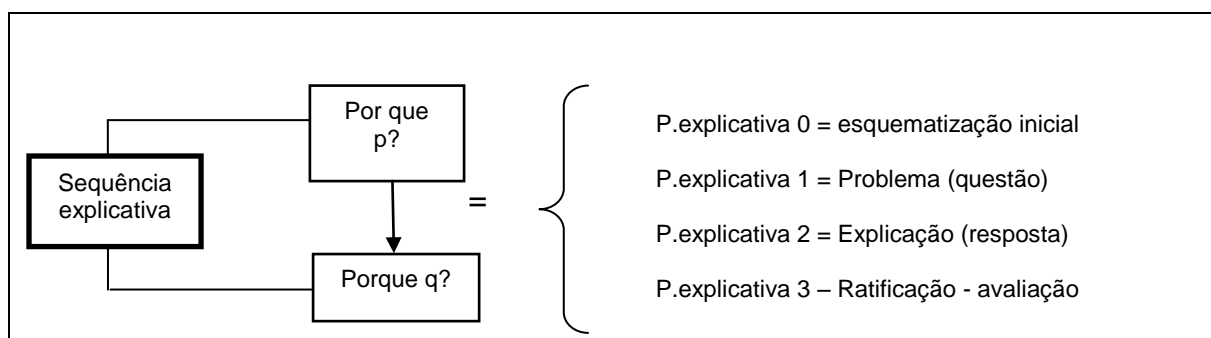 Por que
p?
Sequência
explicativa
=
Porque q?
P.explicativa 0 = esquematização inicial
P.explicativa 1 = Problema (questão)
P.explicativa 2 = Explicação (resposta)
P.explicativa 3 – Ratificação - avaliação